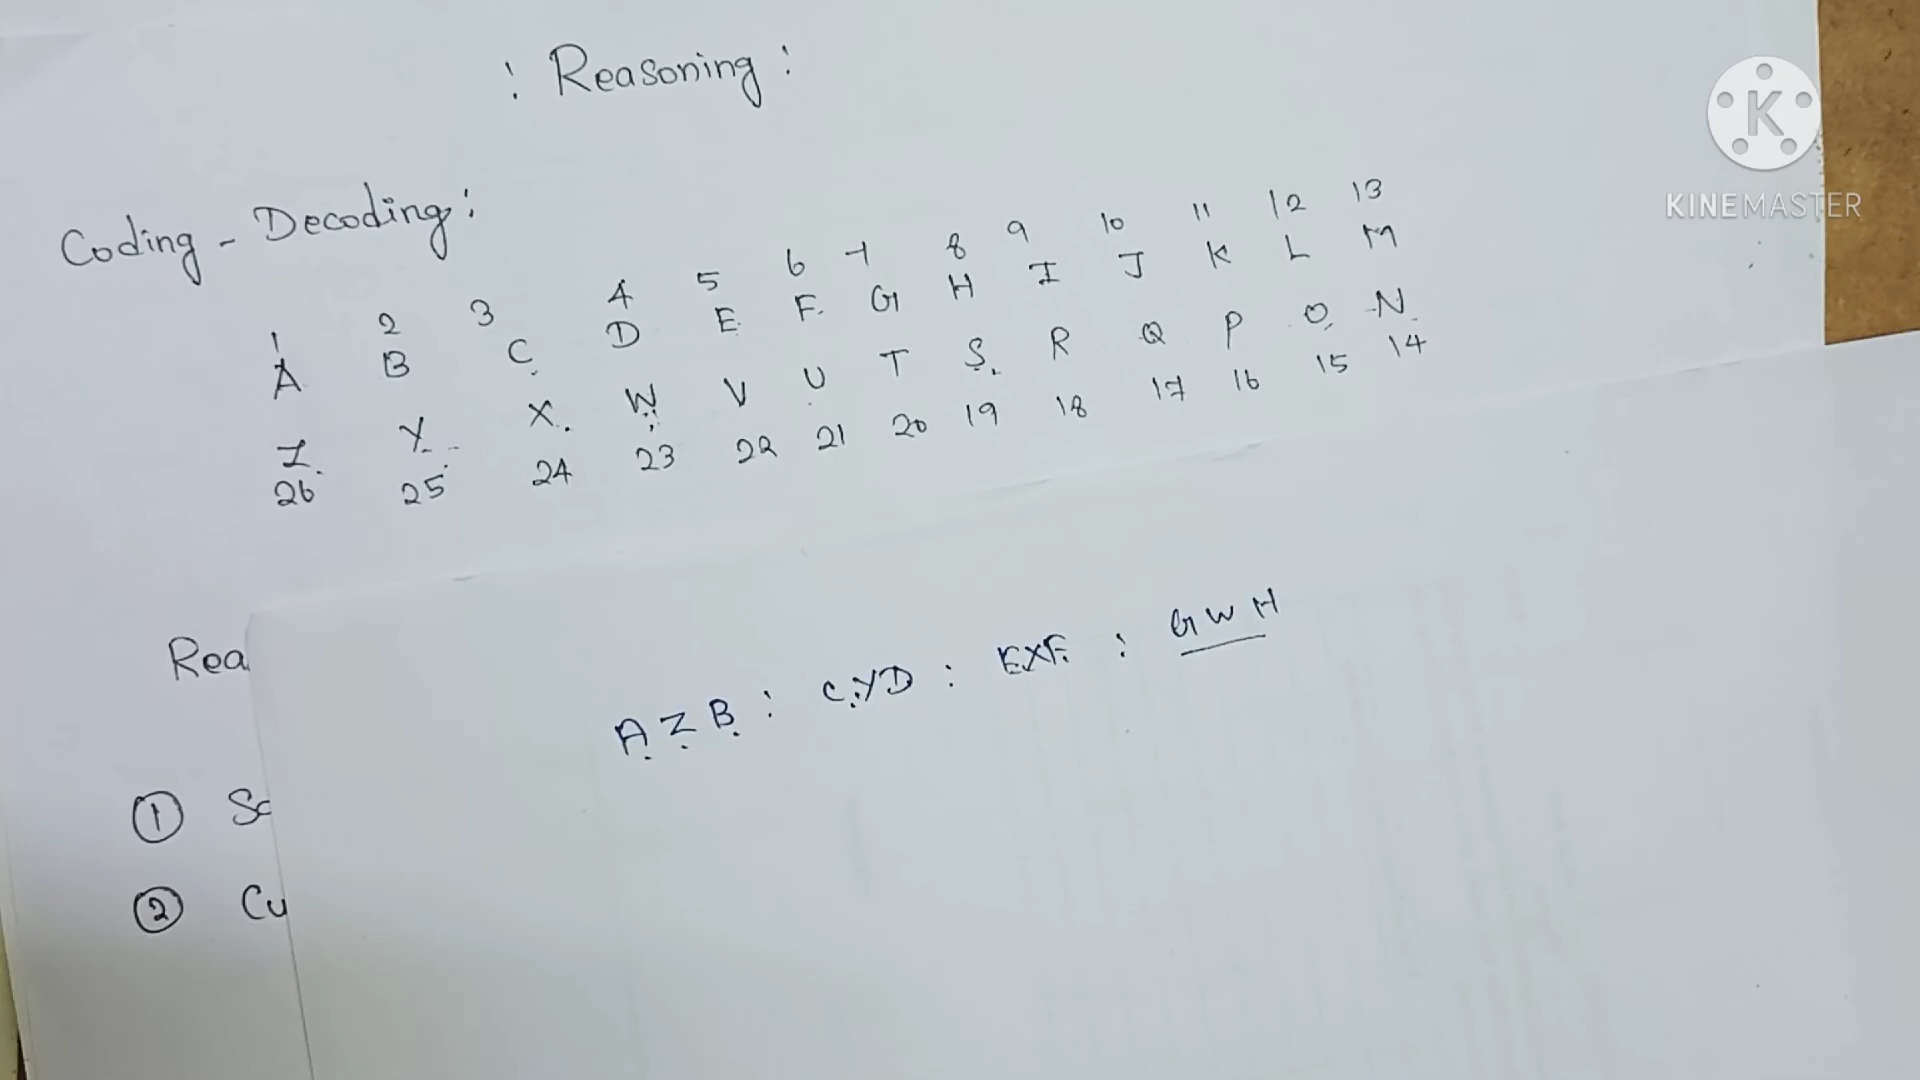 : Reasoning :
Coding - Decoding :
1 2 3 4 5 6 7 8 9 10 11 12 13
A B C D E F G H I J K L M
Z Y X W V U T S R Q P O N
26 25 24 23 22 21 20 19 18 17 16 15 14
Rea
AZB : CYD : EXF : GWH
① Sc
② Cu
K
KINEMASTER